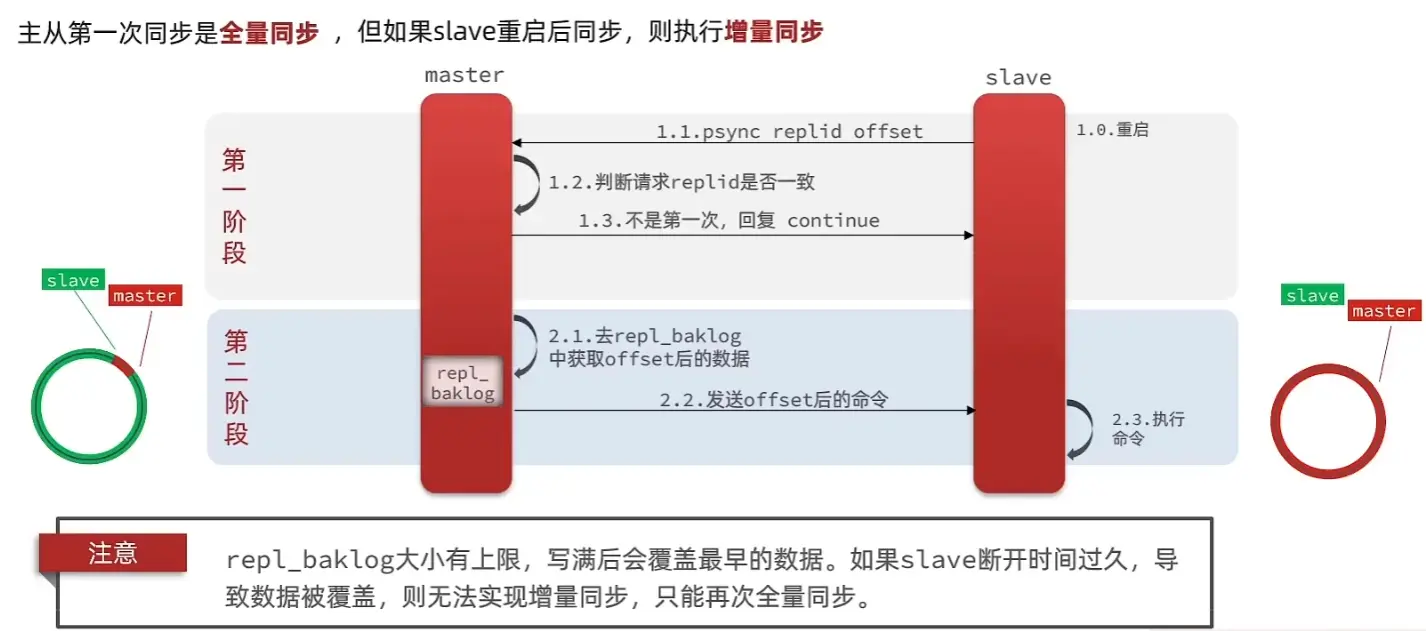 主从第一次同步是全量同步，但如果slave重启后同步，则执行增量同步
master
slave
第一阶段
1.0.重启
1.1.psync replid offset
1.2.判断请求replid是否一致
1.3.不是第一次，回复 continue
slave
master
slave
master
第二阶段
2.1.去repl_baklog
中获取offset后的数据
repl_
baklog
2.2.发送offset后的命令
2.3.执行
命令
注意
repl_baklog大小有上限，写满后会覆盖最早的数据。如果slave断开时间过久，导
致数据被覆盖，则无法实现增量同步，只能再次全量同步。